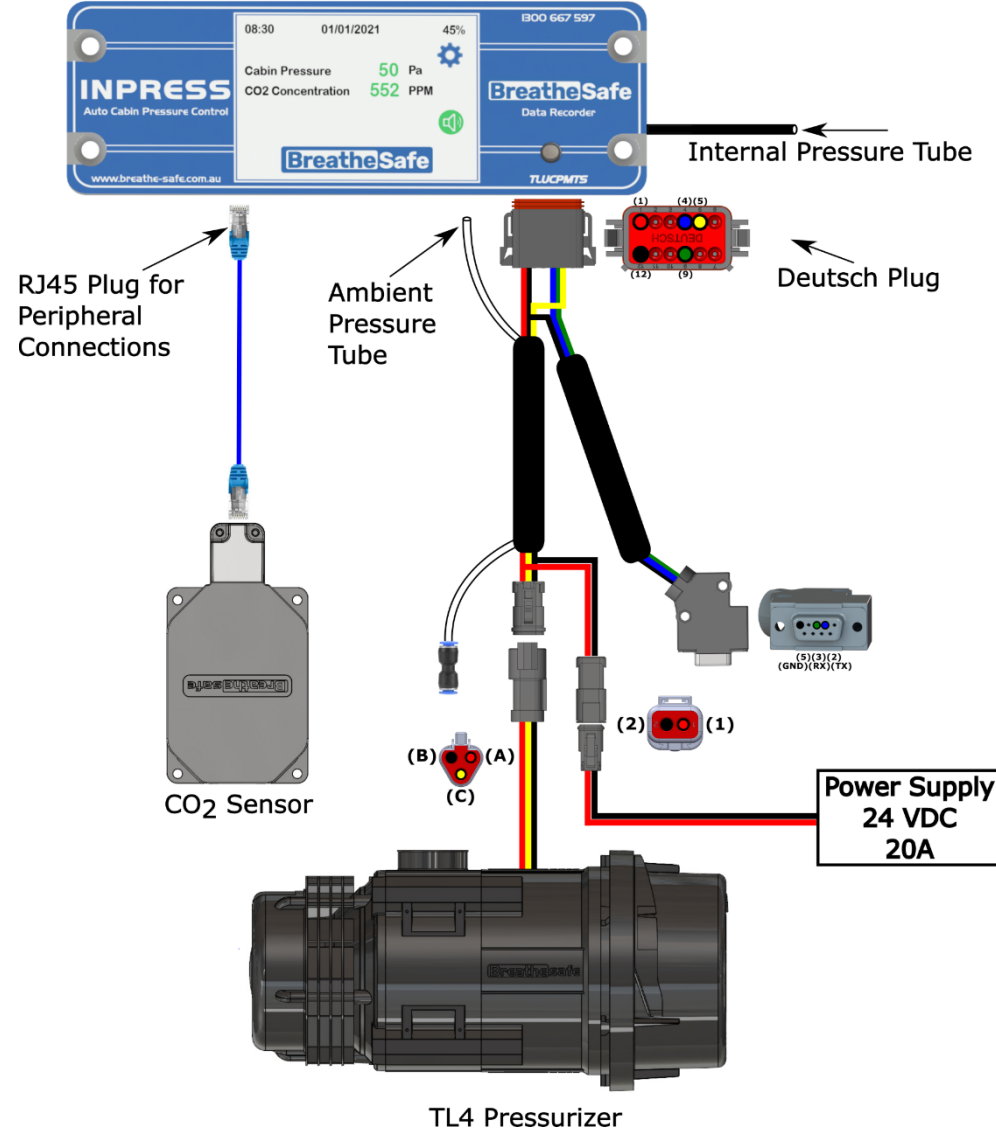 1300 667 597
08:30 01/01/2021 45%
Cabin Pressure 50 Pa
CO2 Concentration 552 PPM
INPRESS
Auto Cabin Pressure Control
BreatheSafe
Data Recorder
BreatheSafe
www.breathe-safe.com.au
TLUCPMTS
Internal Pressure Tube
(1) (4) (5)
DEUTSCH
(12) (9)
Deutsch Plug
RJ45 Plug for
Peripheral
Connections
Ambient
Pressure
Tube
(5)(3)(2)
(GND)(RX)(TX)
Breathesafe
CO2 Sensor
(B) (A)
(C)
(2) (1)
Power Supply
24 VDC
20A
Breathesafe
TL4 Pressurizer